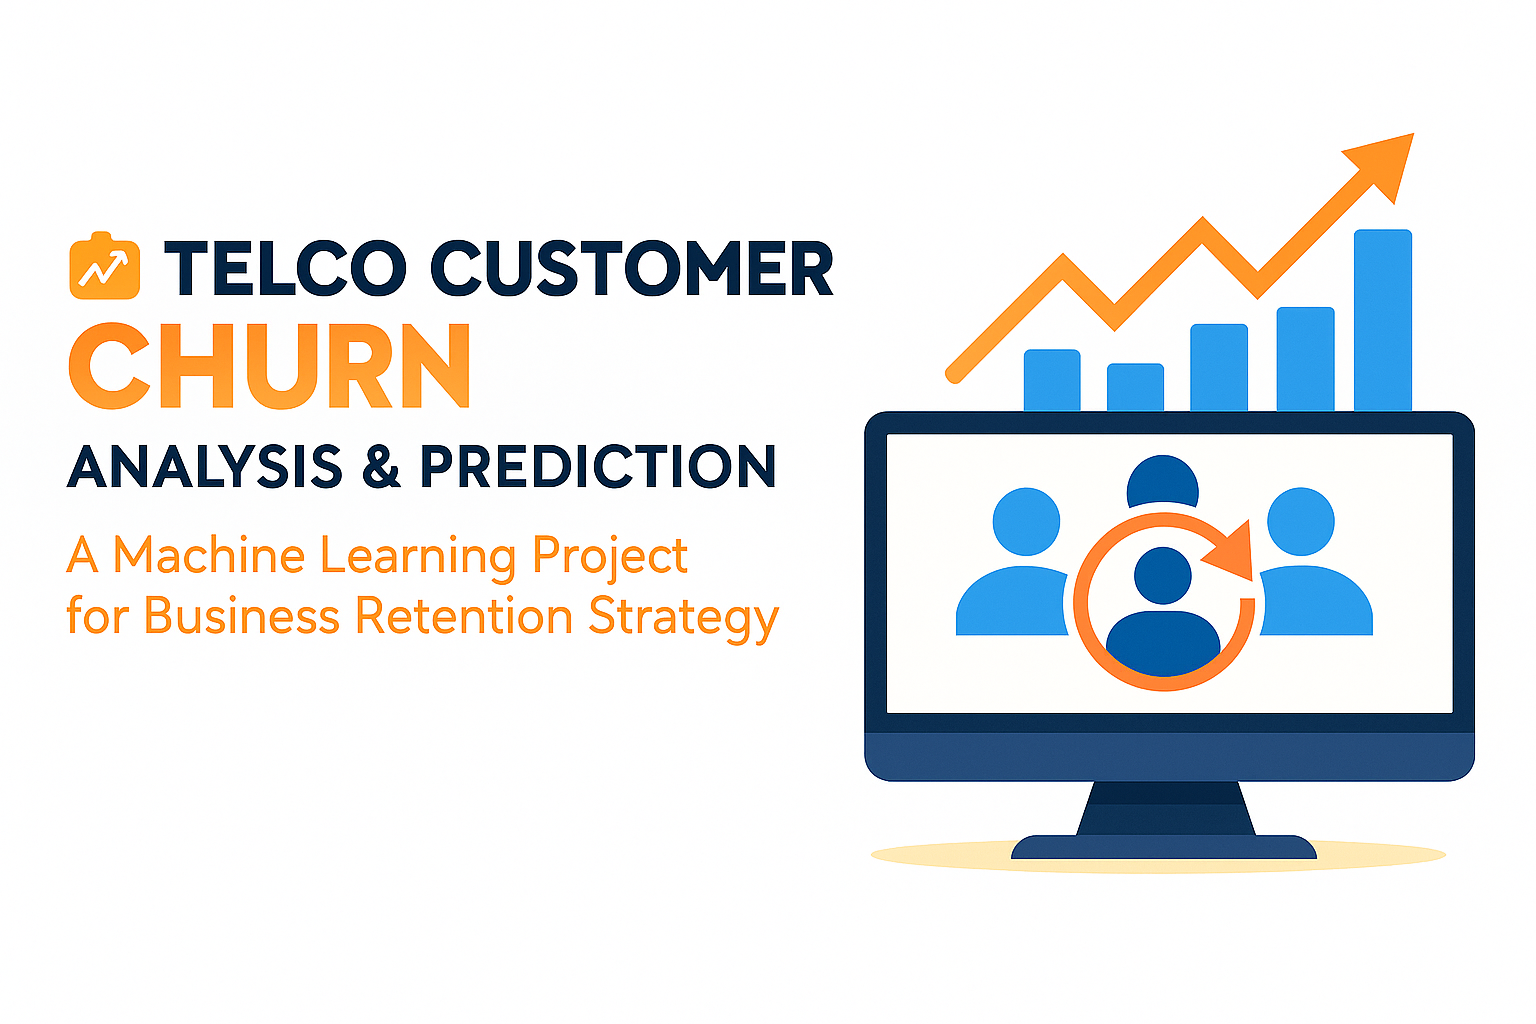 TELCO CUSTOMER
CHURN
ANALYSIS & PREDICTION
A Machine Learning Project
for Business Retention Strategy